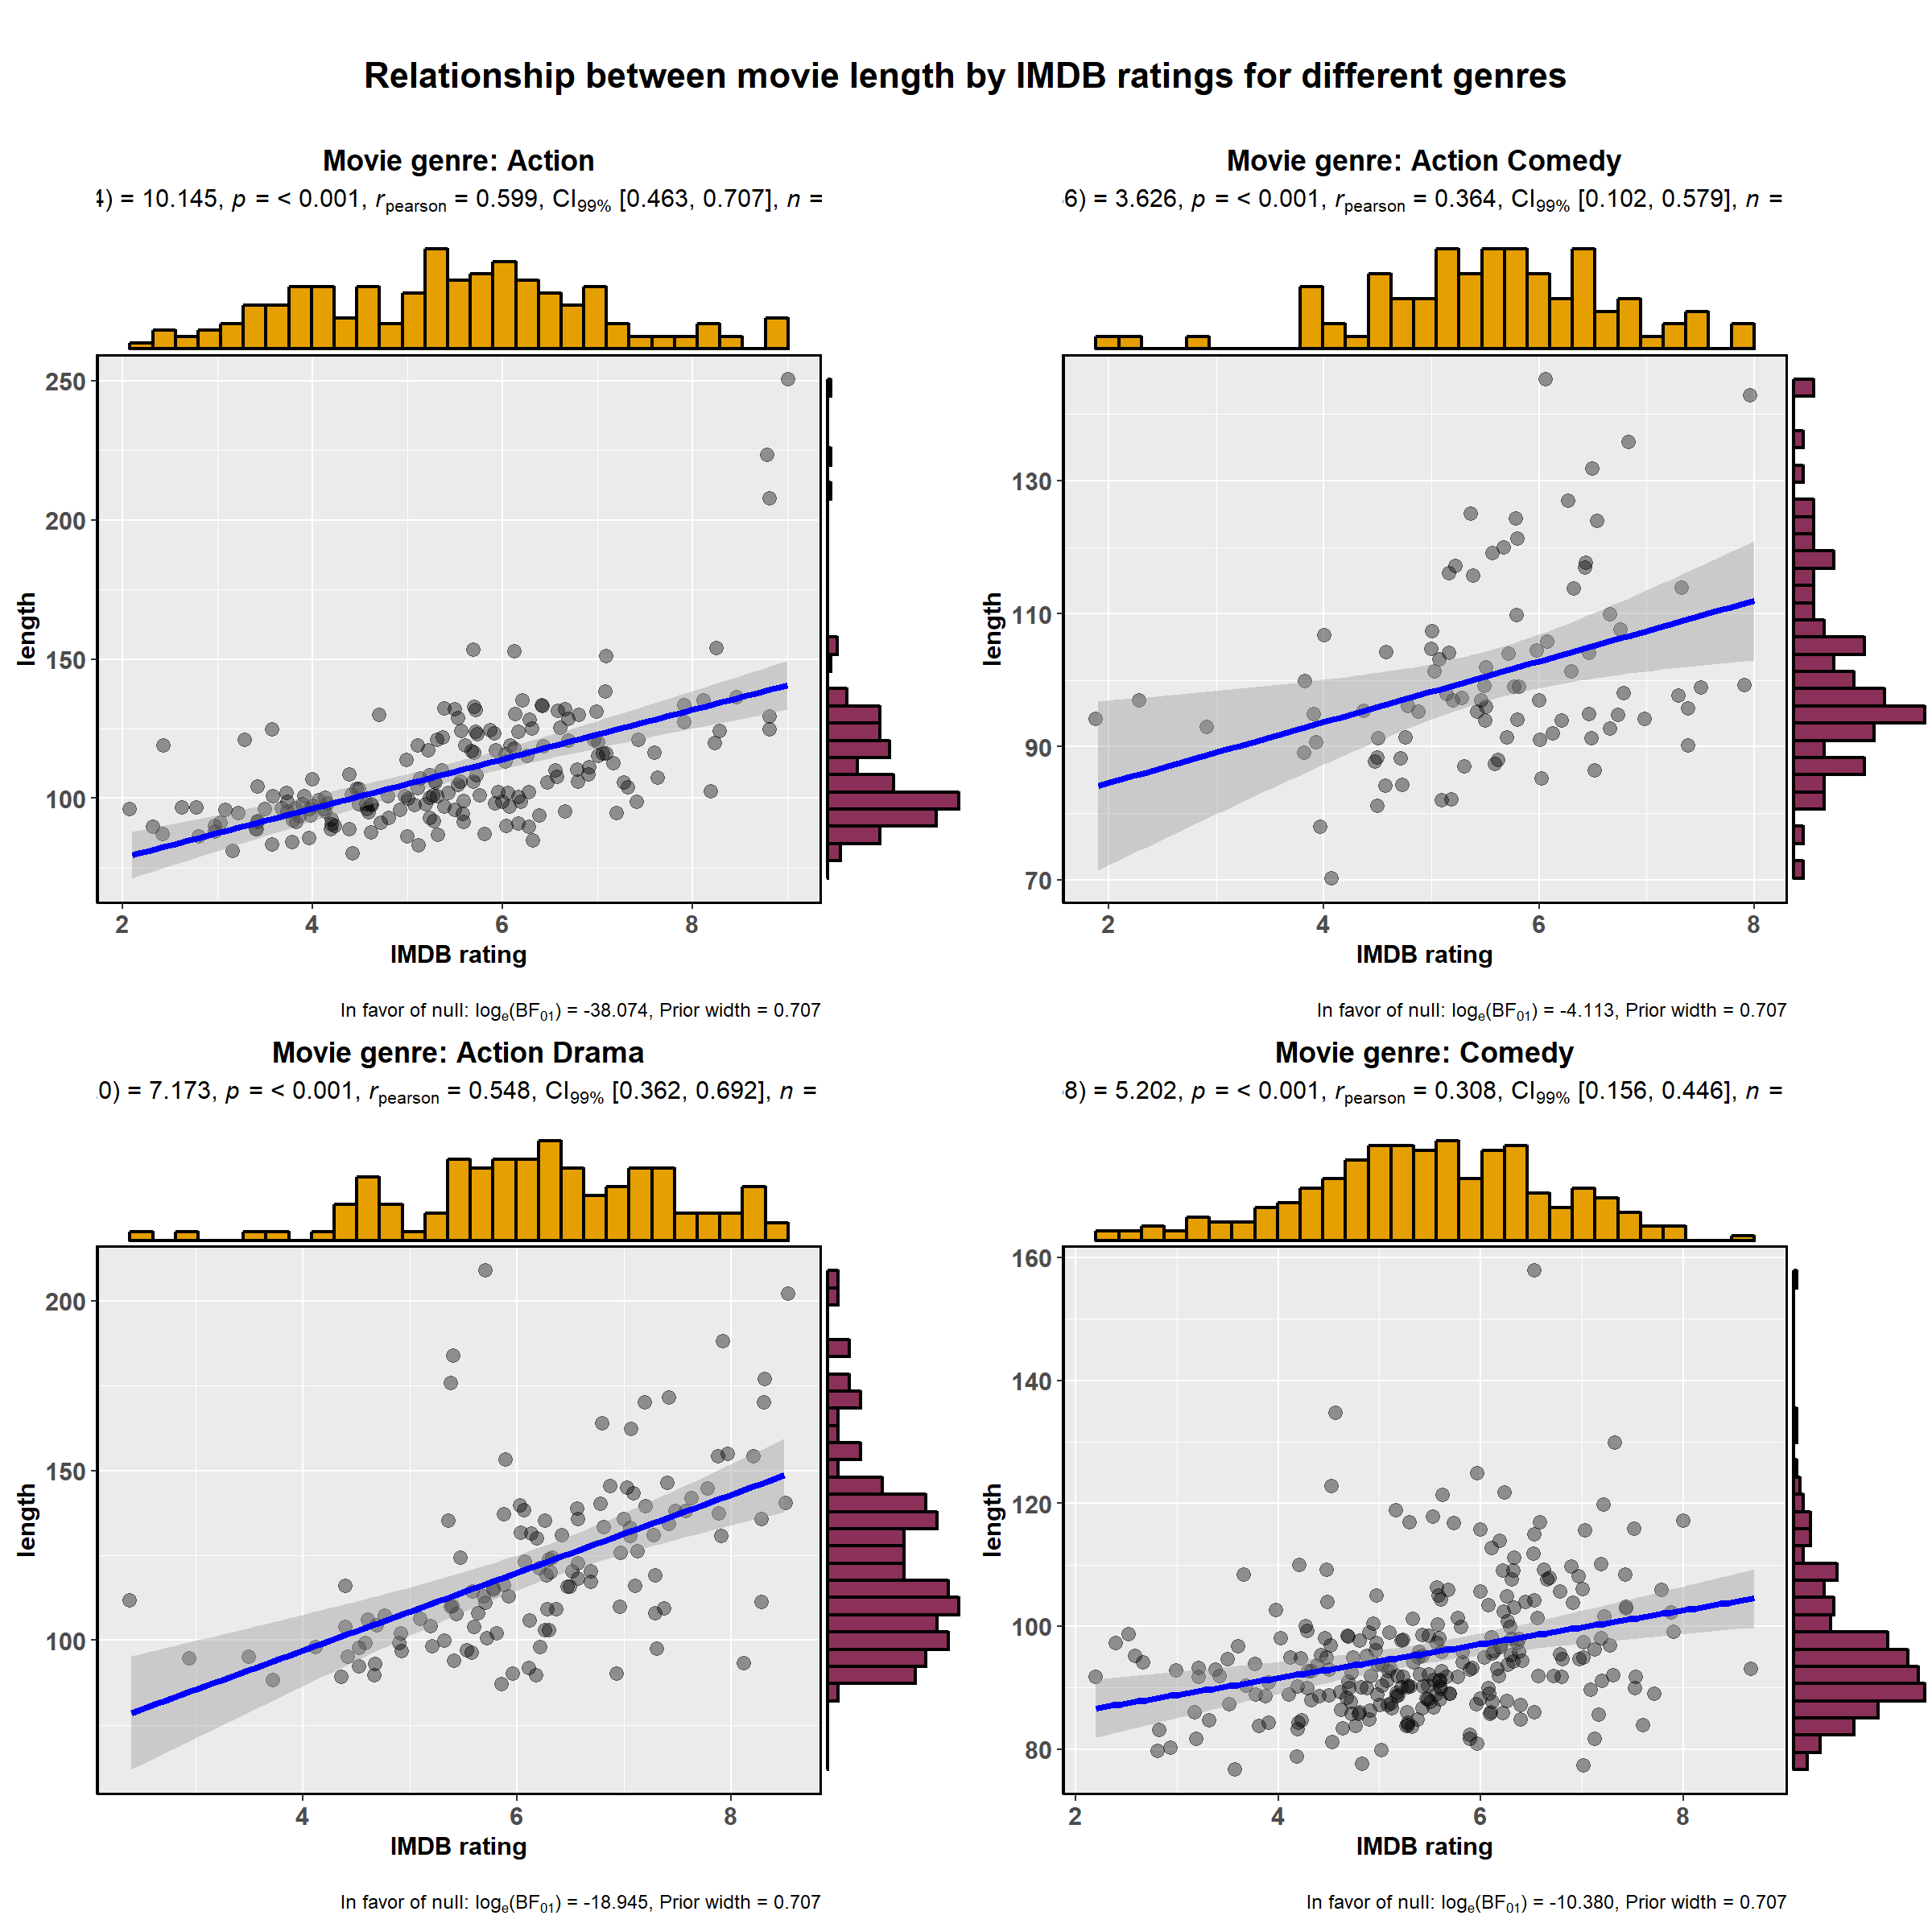 Relationship between movie length by IMDB ratings for different genres
Movie genre: Action
4) = 10.145, p = < 0.001, rpearson = 0.599, CI99% [0.463, 0.707], n =
250
200
150
100
length
2 4 6 8
IMDB rating
In favor of null: loge(BF01) = -38.074, Prior width = 0.707
Movie genre: Action Comedy
6) = 3.626, p = < 0.001, rpearson = 0.364, CI99% [0.102, 0.579], n =
130
110
90
70
length
2 4 6 8
IMDB rating
In favor of null: loge(BF01) = -4.113, Prior width = 0.707
Movie genre: Action Drama
0) = 7.173, p = < 0.001, rpearson = 0.548, CI99% [0.362, 0.692], n =
200
150
100
length
4 6 8
IMDB rating
In favor of null: loge(BF01) = -18.945, Prior width = 0.707
Movie genre: Comedy
8) = 5.202, p = < 0.001, rpearson = 0.308, CI99% [0.156, 0.446], n =
160
140
120
100
80
length
2 4 6 8
IMDB rating
In favor of null: loge(BF01) = -10.380, Prior width = 0.707